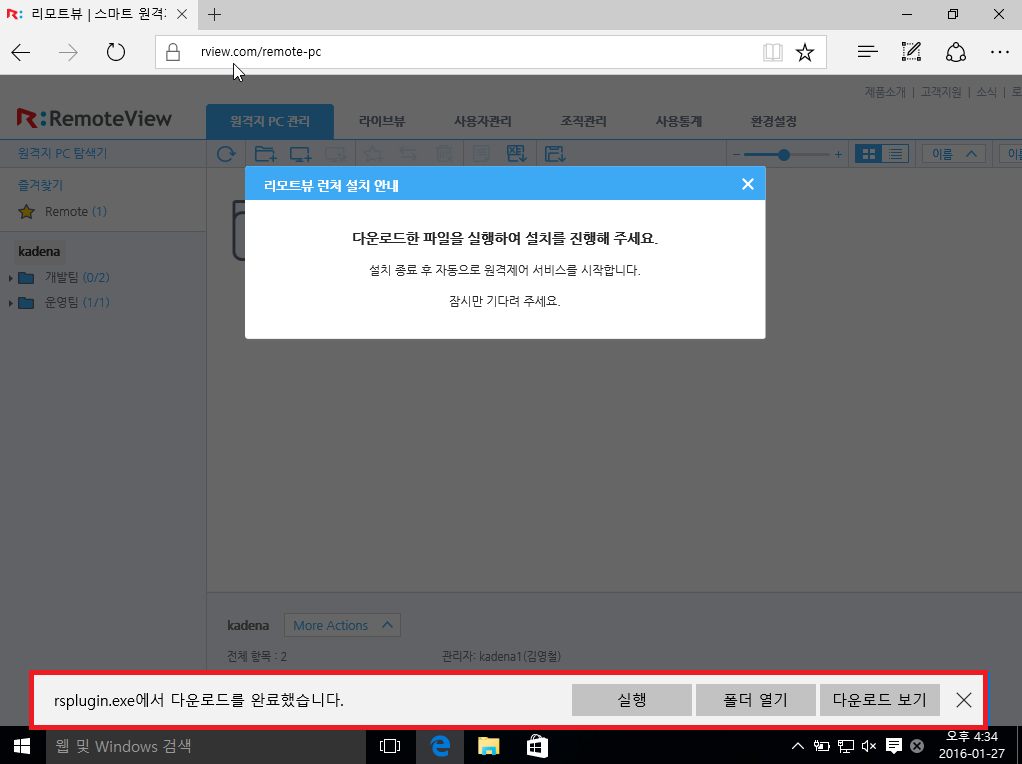 리모트뷰 | 스마트 원격
rview.com/remote-pc
제품소개 | 고객지원 | 소식 | 로
RemoteView
원격지 PC 관리 라이브뷰 사용자관리 조직관리 사용통계 환경설정
원격지 PC 탐색기
이름
즐겨찾기
Remote (1)
kadena
개발팀 (0/2)
운영팀 (1/1)
리모트뷰 런처 설치 안내
다운로드한 파일을 실행하여 설치를 진행해 주세요.
설치 종료 후 자동으로 원격제어 서비스를 시작합니다.
잠시만 기다려 주세요.
kadena More Actions
전체 항목 : 2 관리자: kadena1(김영철)
rsplugin.exe에서 다운로드를 완료했습니다. 실행 폴더 열기 다운로드 보기
웹 및 Windows 검색
오후 4:34
2016-01-27